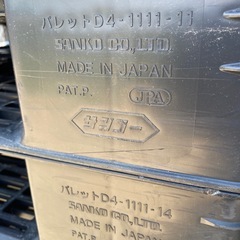 パレットD4-1111-11
SANKO CO.,LTD.
MADE IN JAPAN
PAT.P. JPA
サンコー
パレットD4-1111-14
SANKO CO.,LTD.
MADE IN JAPAN
PAT.P.